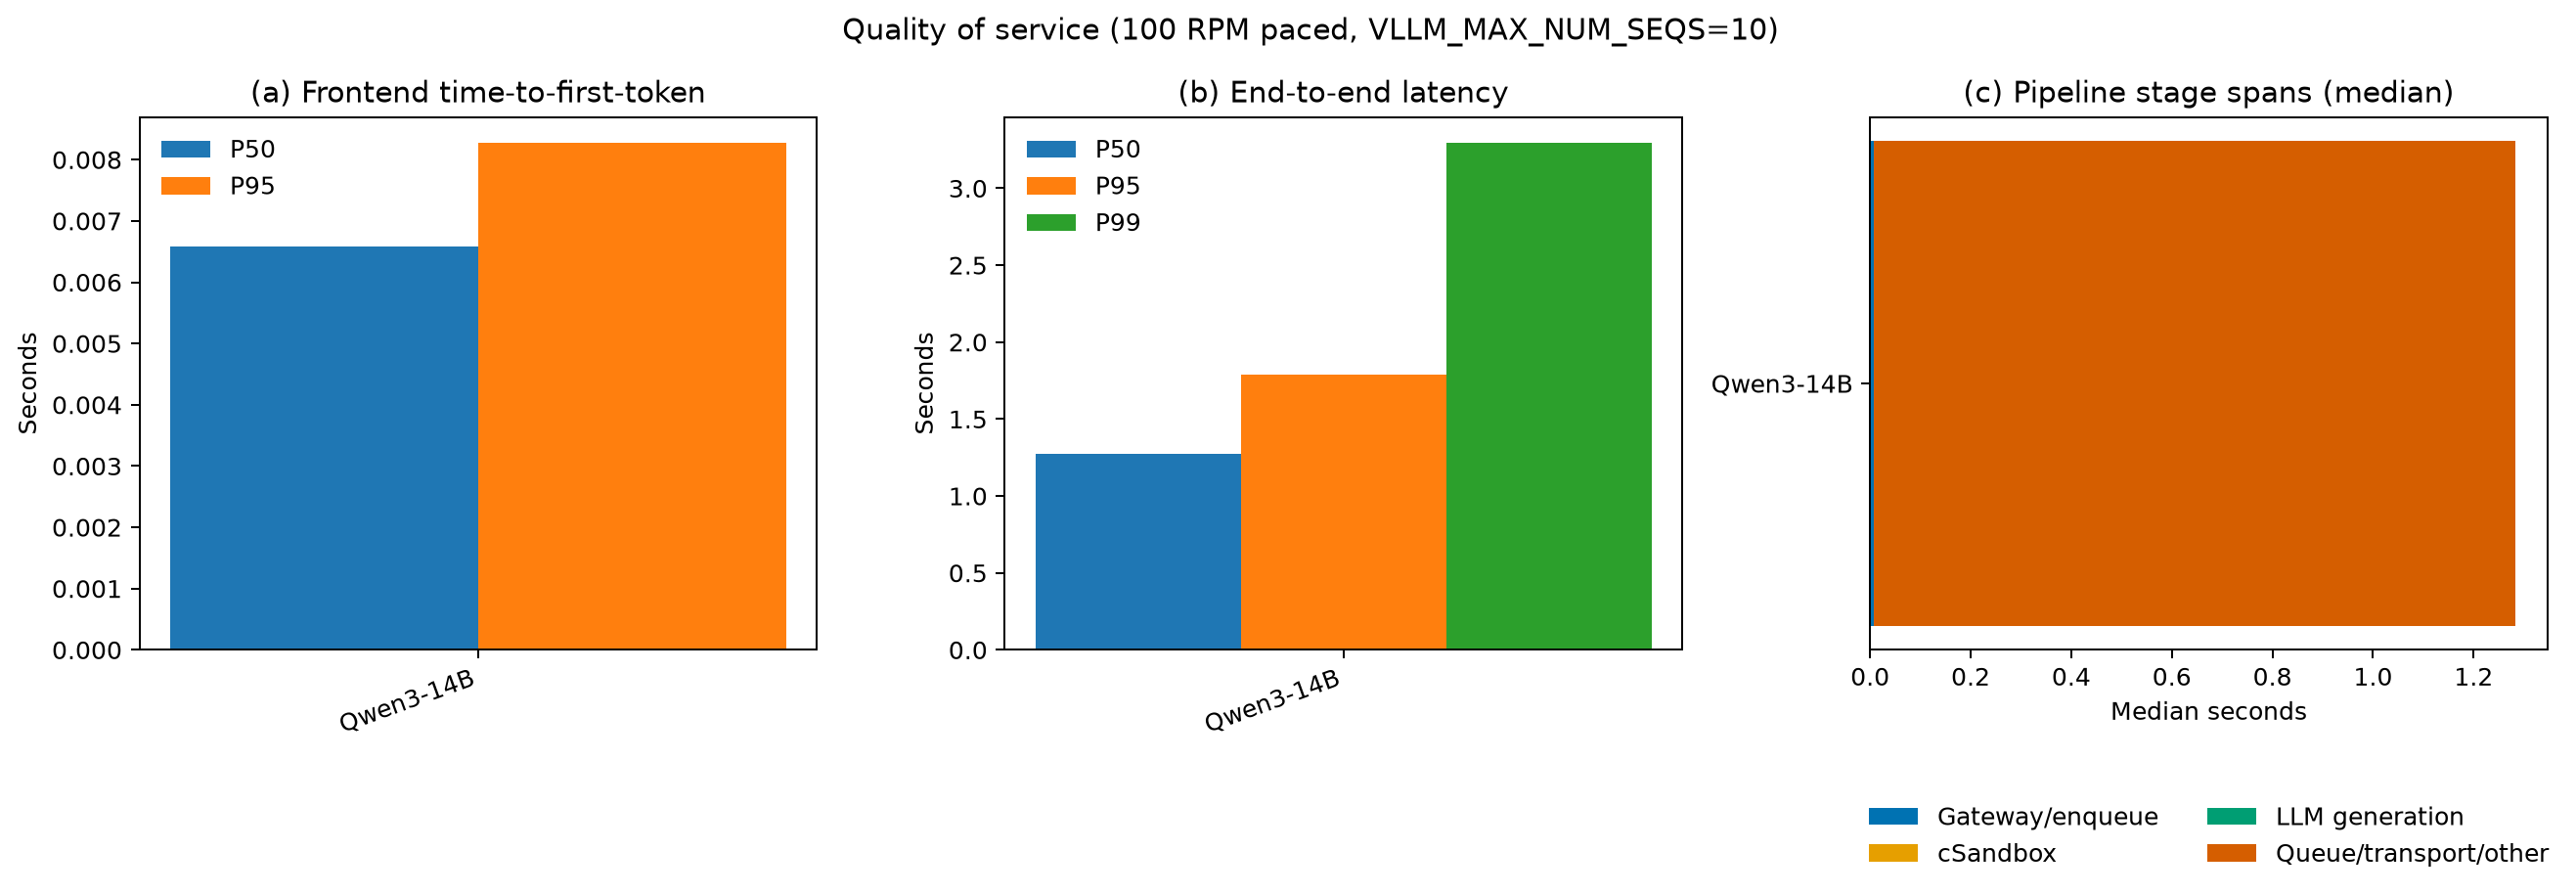 Quality of service (100 RPM paced, VLLM_MAX_NUM_SEQS=10)
(a) Frontend time-to-first-token
P50
P95
0.008
0.007
0.006
0.005
0.004
0.003
0.002
0.001
0.000
Seconds
Qwen3-14B
(b) End-to-end latency
P50
P95
P99
3.0
2.5
2.0
1.5
1.0
0.5
0.0
Seconds
Qwen3-14B
(c) Pipeline stage spans (median)
Qwen3-14B
0.0 0.2 0.4 0.6 0.8 1.0 1.2
Median seconds
Gateway/enqueue
cSandbox
LLM generation
Queue/transport/other